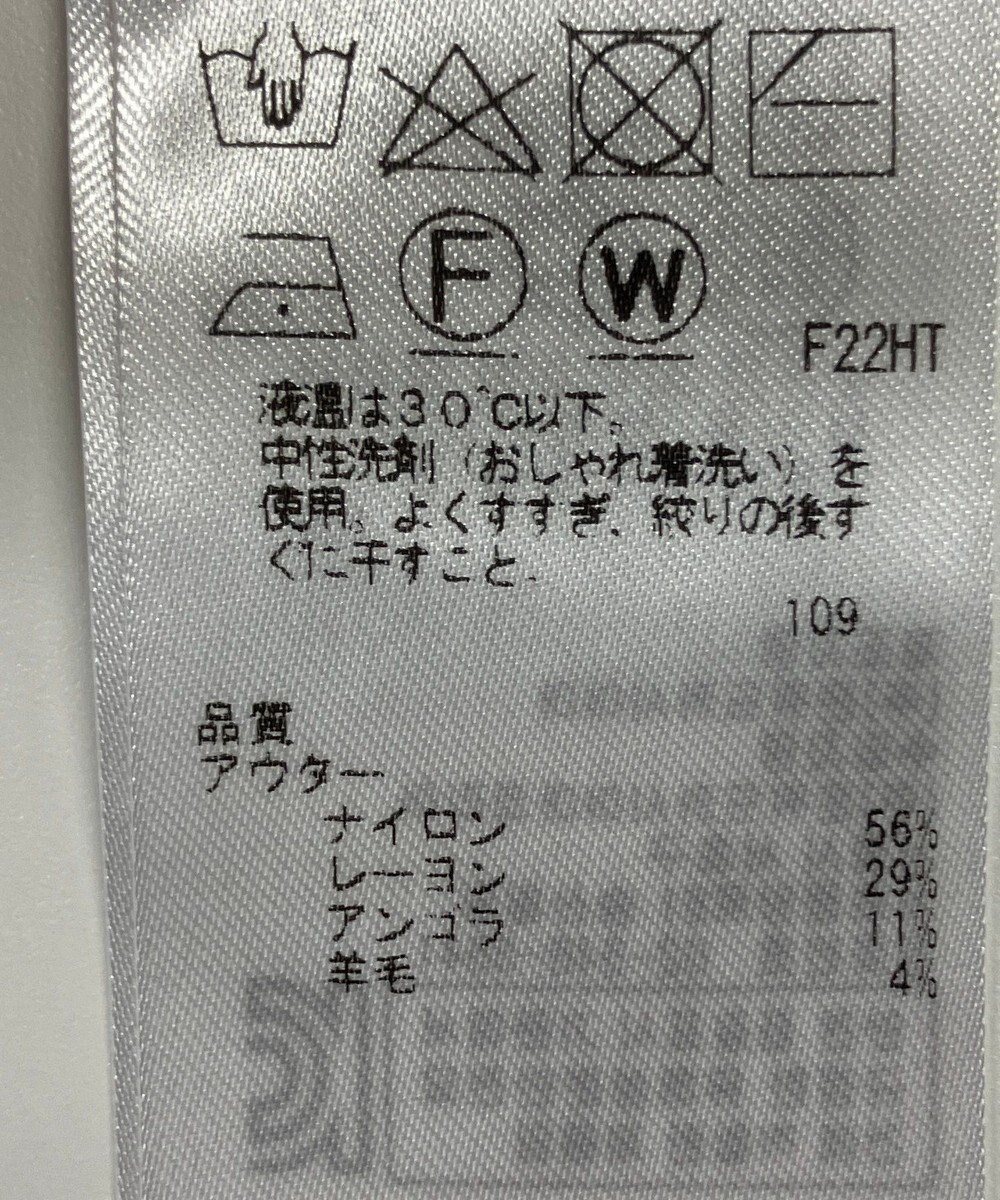 F
W
F22HT
液温は30℃以下。
中性洗剤（おしゃれ着洗い）を
使用。よくすすぎ、絞りの後す
ぐに干すこと。
109
品質
アウター
ナイロン 56%
レーヨン 29%
アンゴラ 11%
羊毛 4%